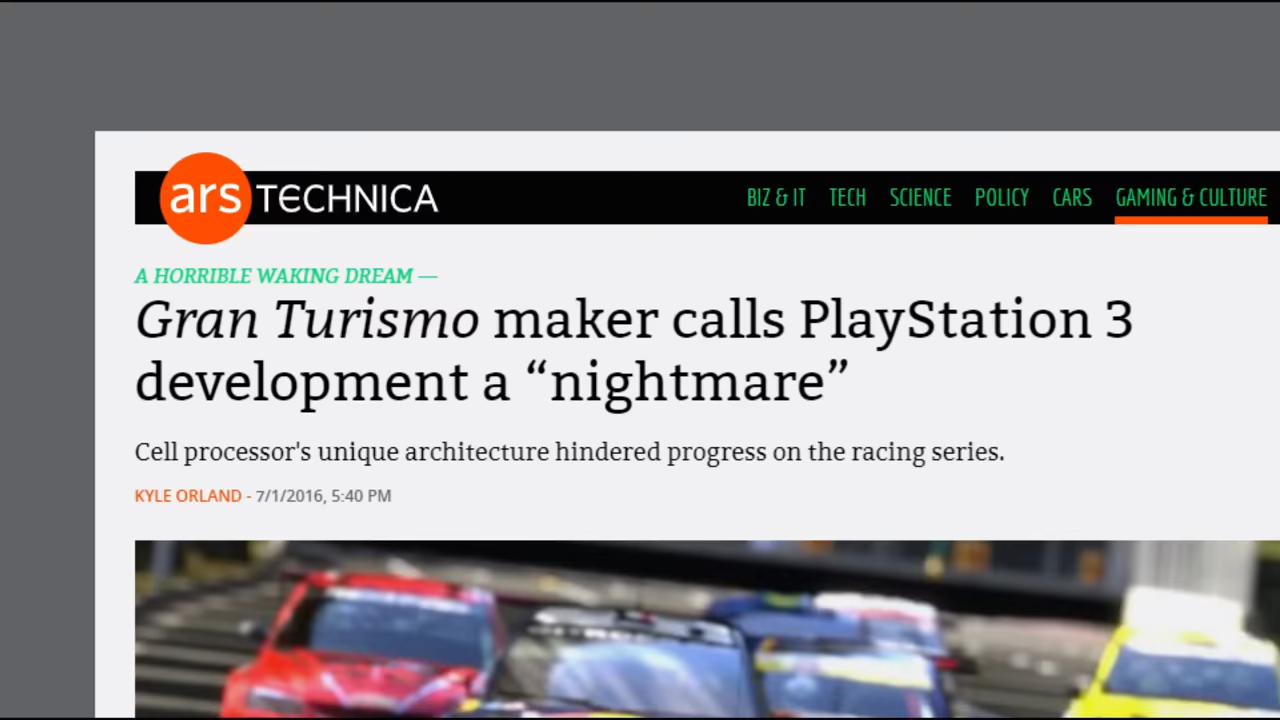 ars TECHNICA
BIZ & IT TECH SCIENCE POLICY CARS GAMING & CULTURE
A HORRIBLE WAKING DREAM —
Gran Turismo maker calls PlayStation 3
development a “nightmare”
Cell processor's unique architecture hindered progress on the racing series.
KYLE ORLAND - 7/1/2016, 5:40 PM